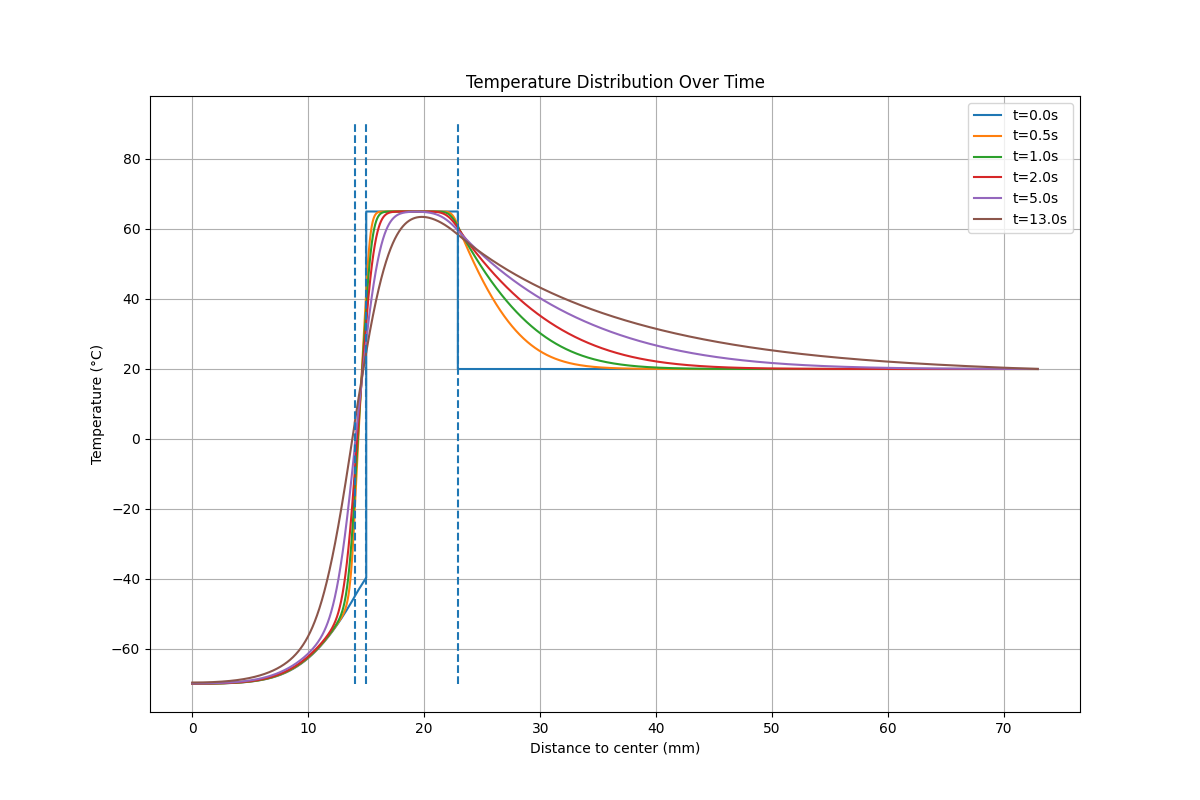 Temperature Distribution Over Time
t=0.0s
t=0.5s
t=1.0s
t=2.0s
t=5.0s
t=13.0s
80
60
40
20
0
−20
−40
−60
Temperature (°C)
0 10 20 30 40 50 60 70
Distance to center (mm)